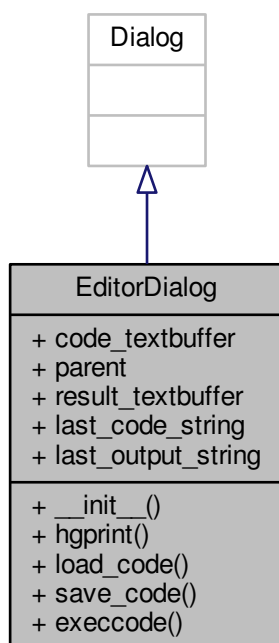 Dialog
EditorDialog
+ code_textbuffer
+ parent
+ result_textbuffer
+ last_code_string
+ last_output_string
+ __init__()
+ hgprint()
+ load_code()
+ save_code()
+ execcode()